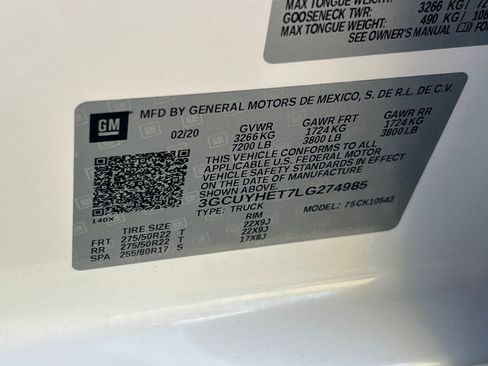 MAX TONGUE WEIGHT:
GOOSENECK TWR: 3266 KG / 72
MAX TONGUE WEIGHT: 490 KG / 108
SEE OWNER'S MANUAL FOR
GM
MFD BY GENERAL MOTORS DE MEXICO, S. DE R.L. DE C.V.
02/20 GVWR GAWR FRT GAWR RR
3266 KG 1724 KG 1724 KG
7200 LB 3800 LB 3800 LB
THIS VEHICLE CONFORMS TO ALL
APPLICABLE U.S. FEDERAL MOTOR
VEHICLE SAFETY STANDARDS IN
EFFECT ON THE DATE OF MANUFACTURE
SHOWN ABOVE.
3GCUYHET7LG274985
TYPE: TRUCK MODEL: 75CK10543
140X
TIRE SIZE RIM
FRT 275/50R22 T 22X9J
RR 275/50R22 T 22X9J
SPA 255/80R17 S 17X8J